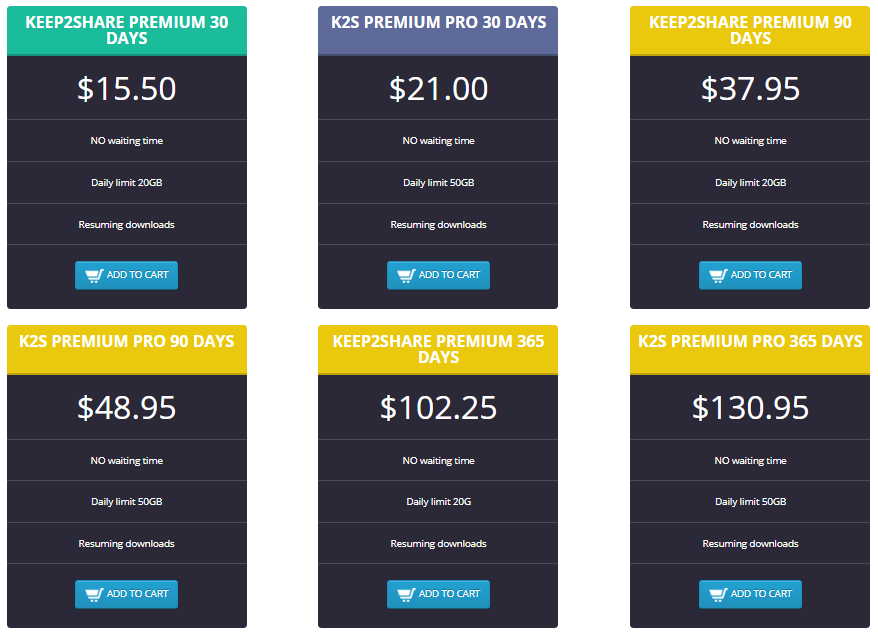 KEEP2SHARE PREMIUM 30
DAYS
$15.50
NO waiting time
Daily limit 20GB
Resuming downloads
ADD TO CART
K2S PREMIUM PRO 30 DAYS
$21.00
NO waiting time
Daily limit 50GB
Resuming downloads
ADD TO CART
KEEP2SHARE PREMIUM 90
DAYS
$37.95
NO waiting time
Daily limit 20GB
Resuming downloads
ADD TO CART
K2S PREMIUM PRO 90 DAYS
$48.95
NO waiting time
Daily limit 50GB
Resuming downloads
ADD TO CART
KEEP2SHARE PREMIUM 365
DAYS
$102.25
NO waiting time
Daily limit 20G
Resuming downloads
ADD TO CART
K2S PREMIUM PRO 365 DAYS
$130.95
NO waiting time
Daily limit 50GB
Resuming downloads
ADD TO CART